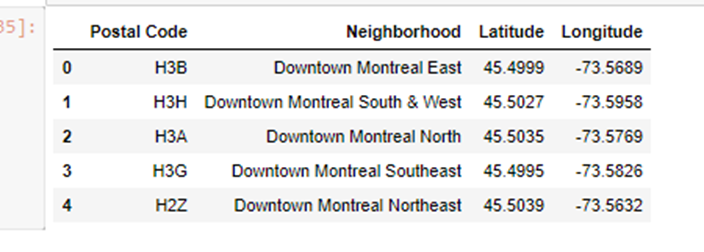 35]:
Postal Code Neighborhood Latitude Longitude
0 H3B Downtown Montreal East 45.4999 -73.5689
1 H3H Downtown Montreal South & West 45.5027 -73.5958
2 H3A Downtown Montreal North 45.5035 -73.5769
3 H3G Downtown Montreal Southeast 45.4995 -73.5826
4 H2Z Downtown Montreal Northeast 45.5039 -73.5632